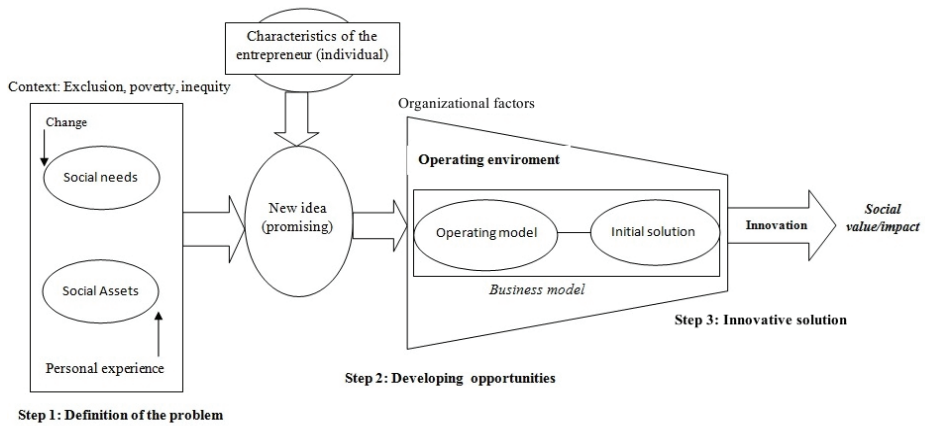 Characteristics of the
entrepreneur (individual)
Context: Exclusion, poverty, inequity
Change
Social needs
Social Assets
Personal experience
Step 1: Definition of the problem
New idea
(promising)
Organizational factors
Operating enviroment
Operating model
Initial solution
Business model
Step 2: Developing opportunities
Innovation
Step 3: Innovative solution
Social
value/impact